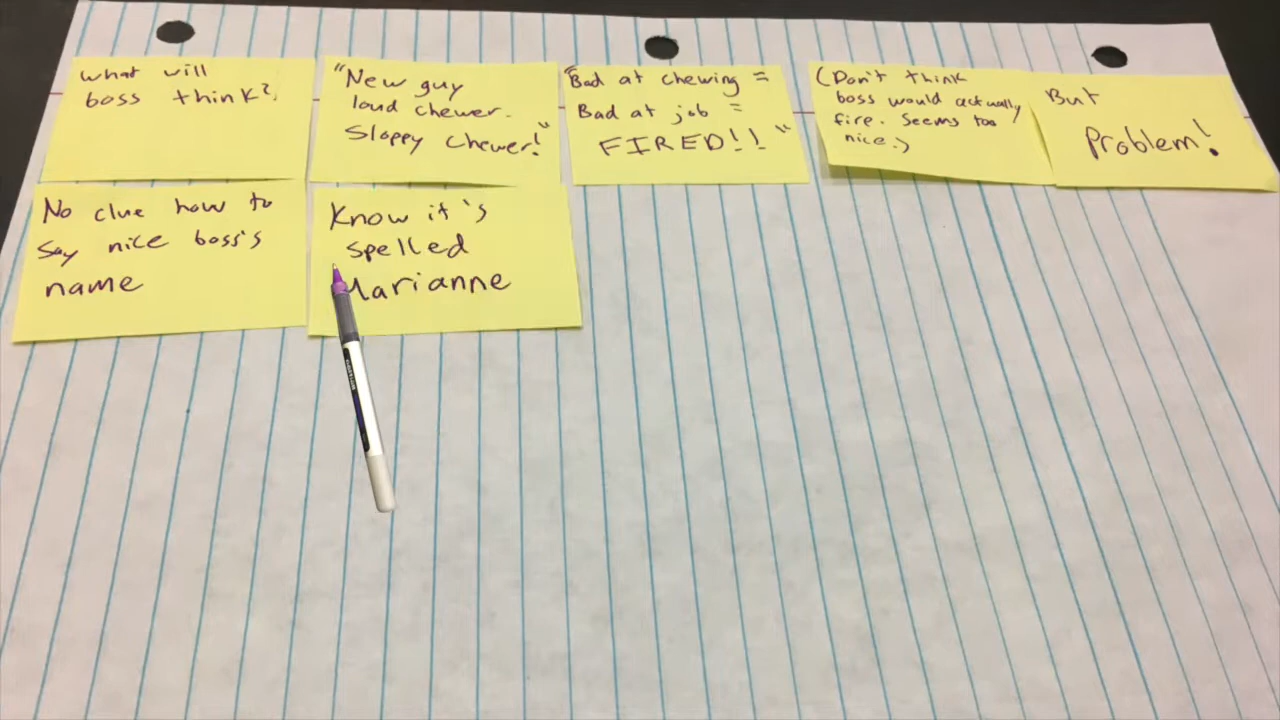 What will
boss think?
"New guy
loud chewer.
Sloppy chewer!"
"Bad at chewing =
Bad at job =
FIRED!!"
(Don't think
boss would actually
fire. Seems too
nice.)
But
Problem!
No clue how to
say nice boss's
name
Know it's
spelled
Marianne